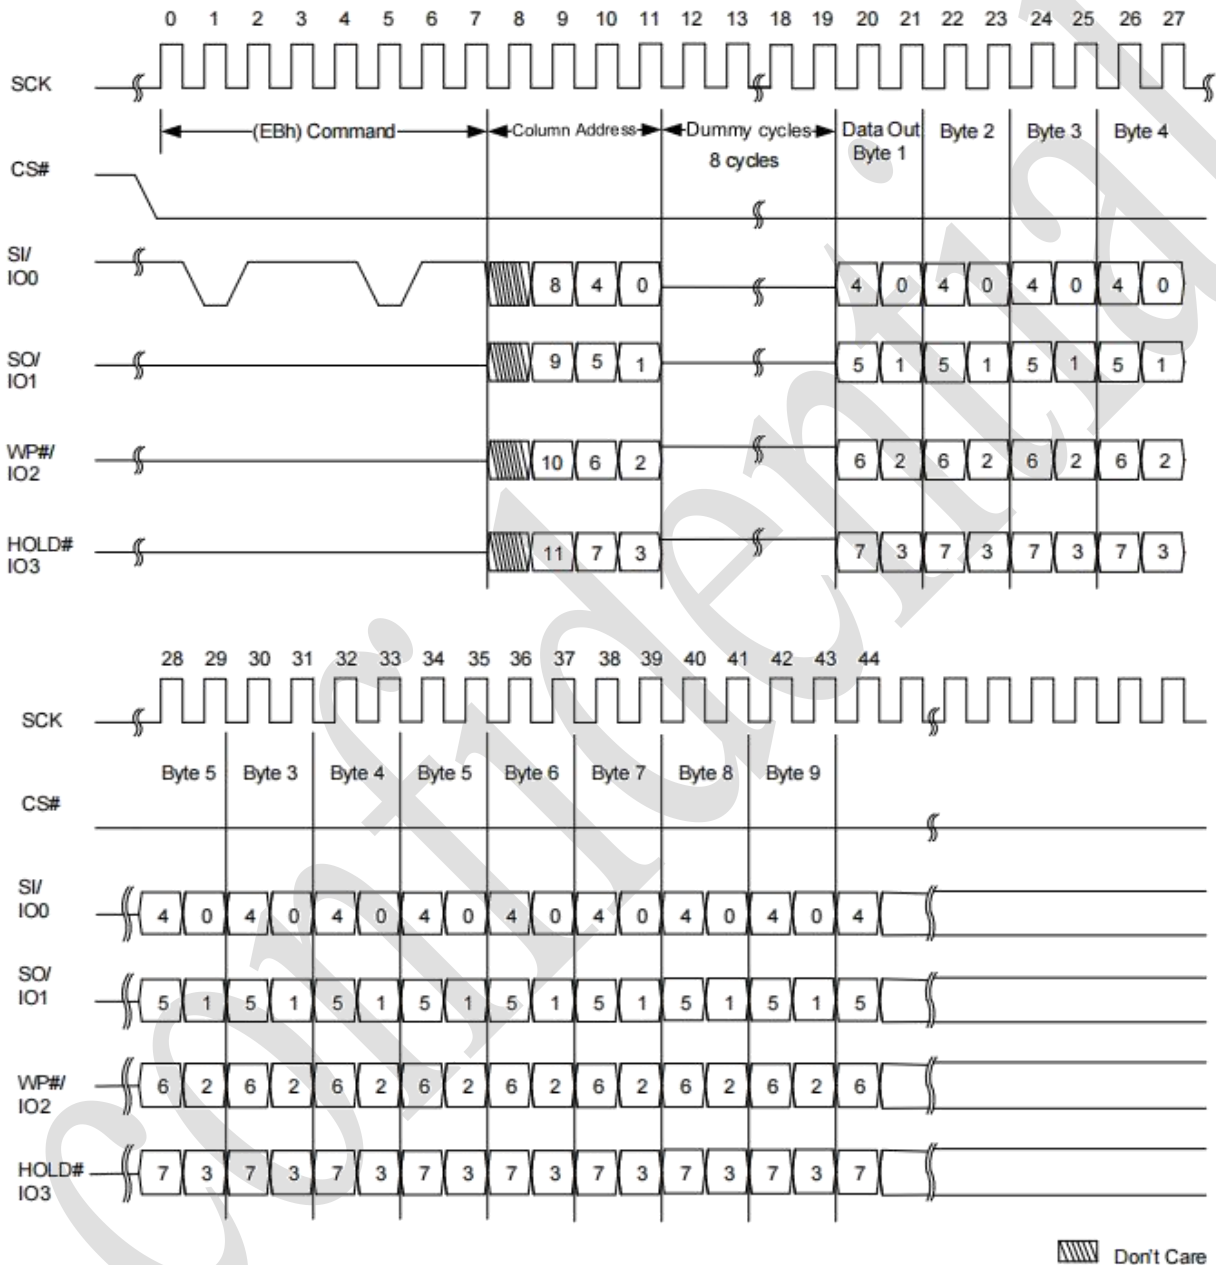 0 1 2 3 4 5 6 7 8 9 10 11 12 13 18 19 20 21 22 23 24 25 26 27
SCK
(EBh) Command Column Address Dummy cycles Data Out Byte 2 Byte 3 Byte 4
8 cycles Byte 1
CS#
SI/
IO0 8 4 0 4 0 4 0 4 0 4 0
SO/
IO1 9 5 1 5 1 5 1 5 1 5 1
WP#/
IO2 10 6 2 6 2 6 2 6 2 6 2
HOLD#
IO3 11 7 3 7 3 7 3 7 3 7 3
28 29 30 31 32 33 34 35 36 37 38 39 40 41 42 43 44
SCK
Byte 5 Byte 3 Byte 4 Byte 5 Byte 6 Byte 7 Byte 8 Byte 9
CS#
SI/
IO0 4 0 4 0 4 0 4 0 4 0 4 0 4 0 4 0 4
SO/
IO1 5 1 5 1 5 1 5 1 5 1 5 1 5 1 5 1 5
WP#/
IO2 6 2 6 2 6 2 6 2 6 2 6 2 6 2 6 2 6
HOLD#
IO3 7 3 7 3 7 3 7 3 7 3 7 3 7 3 7 3 7
Don't Care
confidential